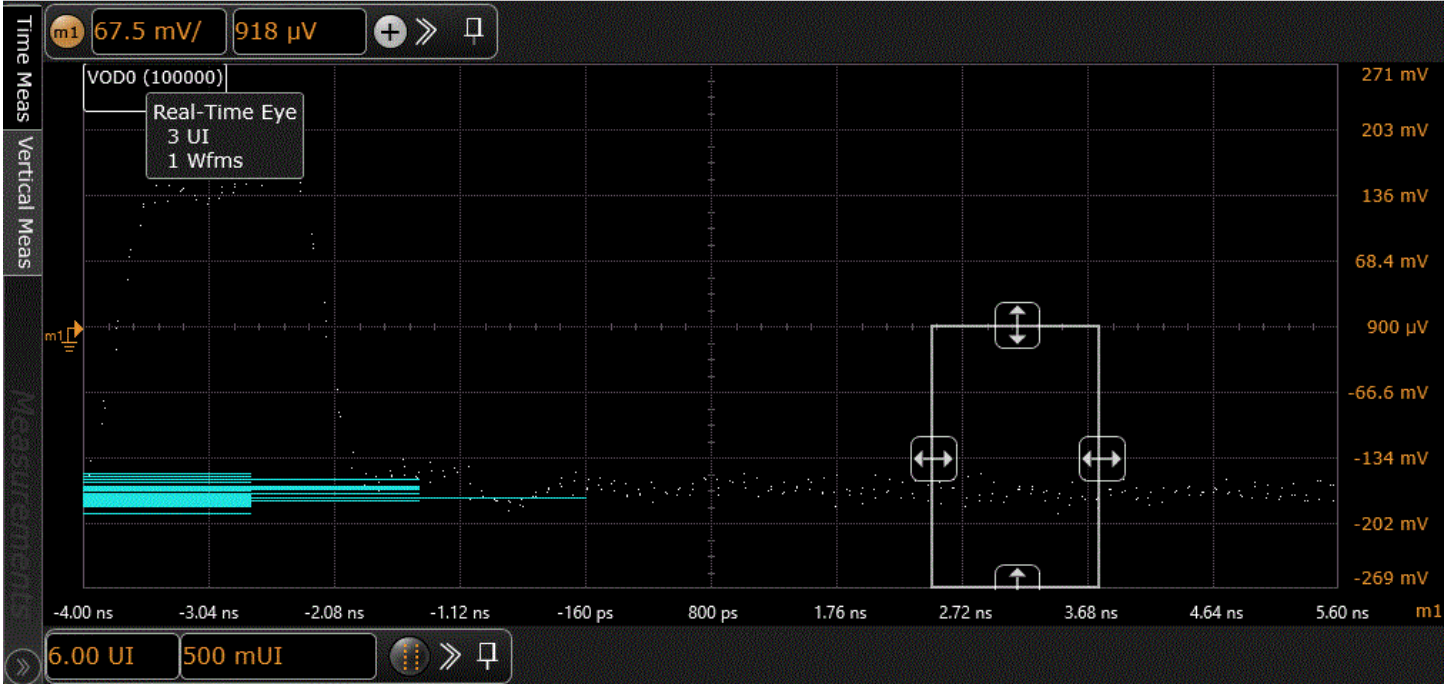 Time Meas
Vertical Meas
Measurements
m1 67.5 mV/ 918 µV
VOD0 (100000)
Real-Time Eye
3 UI
1 Wfms
271 mV
203 mV
136 mV
68.4 mV
900 µV
-66.6 mV
-134 mV
-202 mV
-269 mV
m1
-4.00 ns -3.04 ns -2.08 ns -1.12 ns -160 ps 800 ps 1.76 ns 2.72 ns 3.68 ns 4.64 ns 5.60 ns m1
6.00 UI 500 mUI